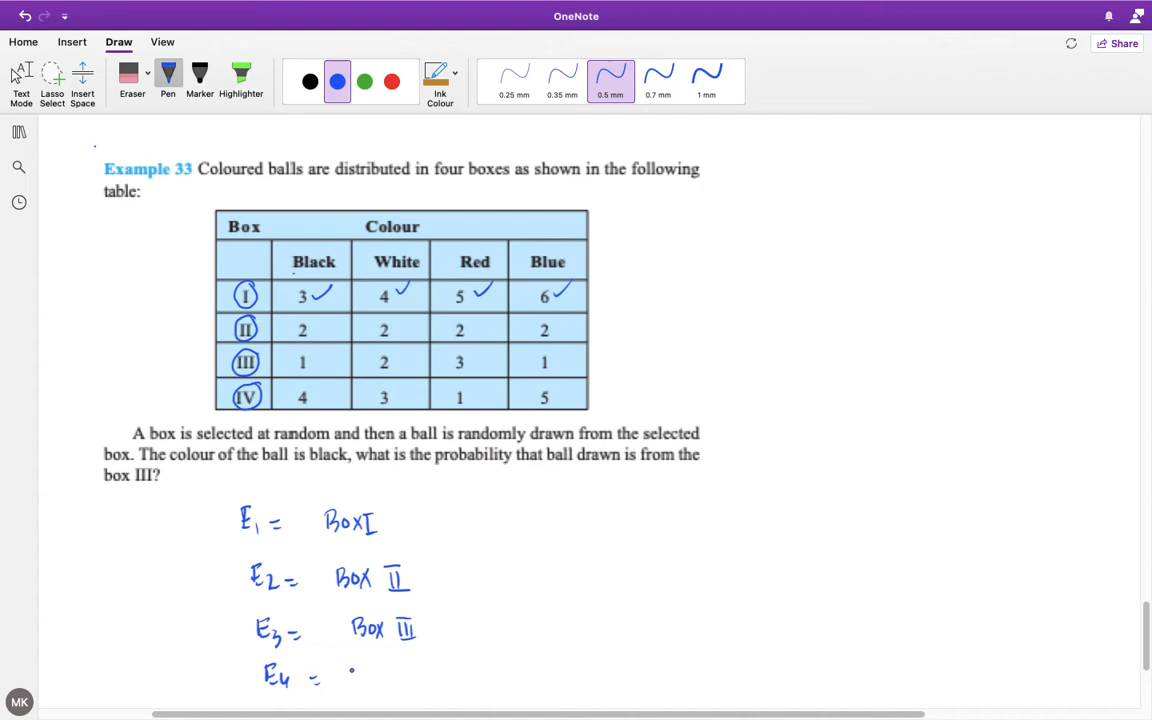 OneNote
Home Insert Draw View
Share
Text Mode
Lasso Select
Insert Space
Eraser
Pen
Marker
Highlighter
Ink Colour
0.25 mm
0.35 mm
0.5 mm
0.7 mm
1 mm
Example 33 Coloured balls are distributed in four boxes as shown in the following
table:
Box Colour
Black White Red Blue
I 3 4 5 6
II 2 2 2 2
III 1 2 3 1
IV 4 3 1 5
A box is selected at random and then a ball is randomly drawn from the selected
box. The colour of the ball is black, what is the probability that ball drawn is from the
box III?
E₁ = Box I
E₂ = Box II
E₃ = Box III
E₄ =
MK